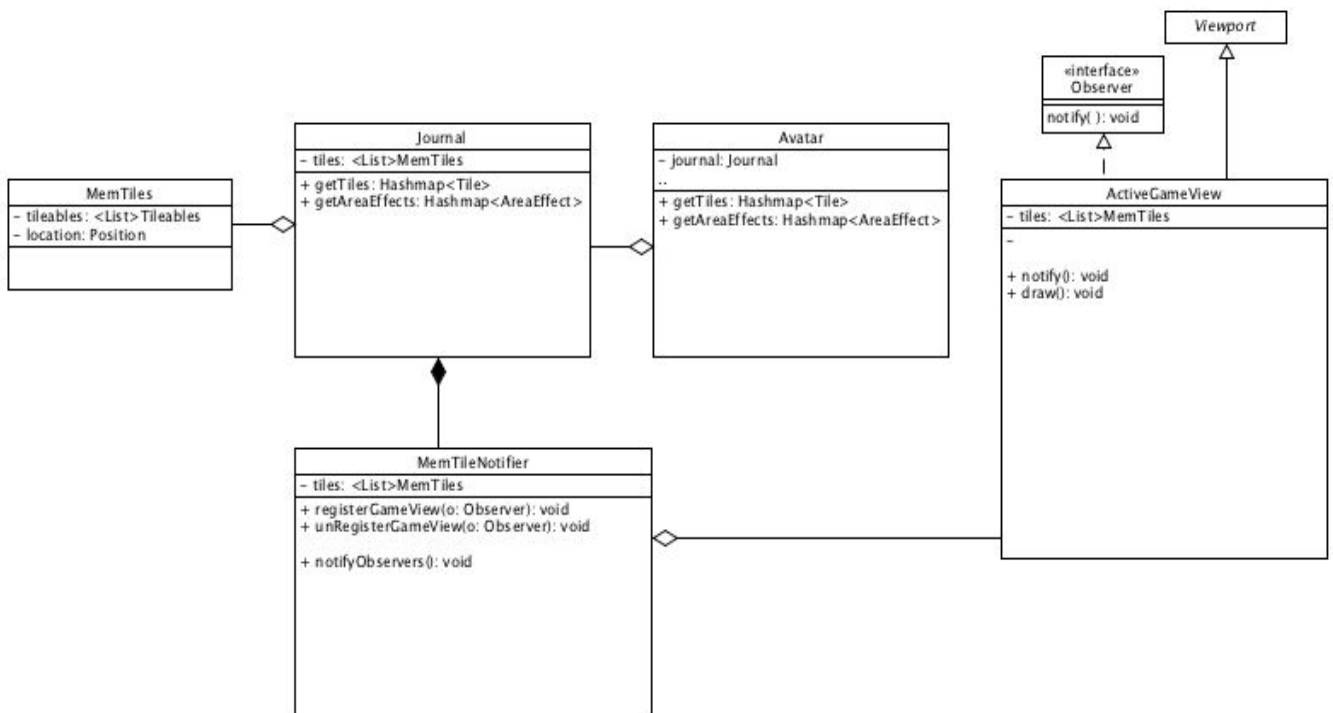 Viewport
«interface»
Observer
notify( ): void
Journal
- tiles: <List>MemTiles
+ getTiles: Hashmap<Tile>
+ getAreaEffects: Hashmap<AreaEffect>
Avatar
- journal: Journal
..
+ getTiles: Hashmap<Tile>
+ getAreaEffects: Hashmap<AreaEffect>
MemTiles
- tileables: <List>Tileables
- location: Position
ActiveGameView
- tiles: <List>MemTiles
-
+ notify(): void
+ draw(): void
MemTileNotifier
- tiles: <List>MemTiles
+ registerGameView(o: Observer): void
+ unRegisterGameView(o: Observer): void
+ notifyObservers(): void